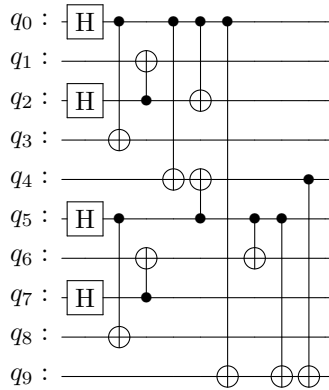 q0 : H
q1 :
q2 : H
q3 :
q4 :
q5 : H
q6 :
q7 : H
q8 :
q9 :